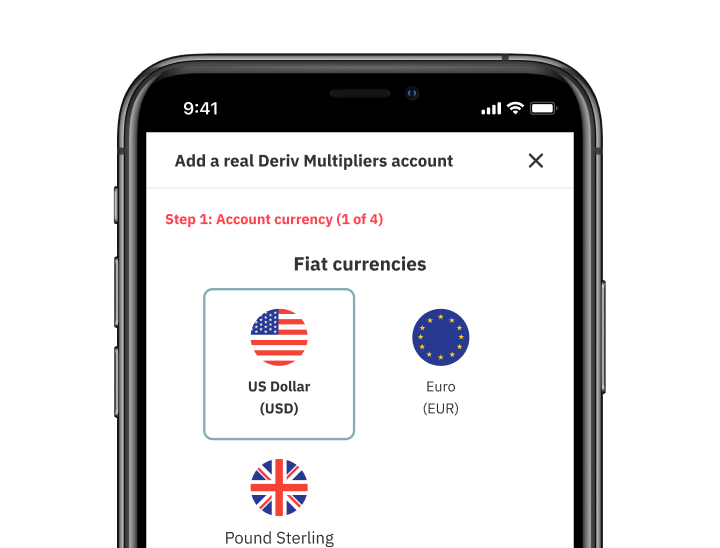 9:41
Add a real Deriv Multipliers account
Step 1: Account currency (1 of 4)
Fiat currencies
US Dollar
(USD)
Euro
(EUR)
Pound Sterling